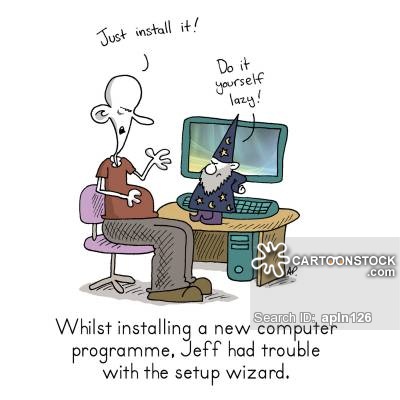 Just install it!
Do it
yourself
lazy!
CARTOONSTOCK
.com
AP.
Search ID: apln126
Whilst installing a new computer
programme, Jeff had trouble
with the setup wizard.